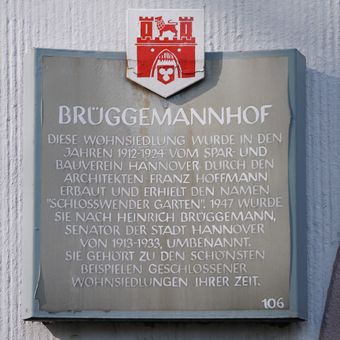 BRÜGGEMANNHOF
DIESE WOHNSIEDLUNG WURDE IN DEN
JAHREN 1912-1924 VOM SPAR-UND
BAUVEREIN HANNOVER DURCH DEN
ARCHITEKTEN FRANZ HOFFMANN
ERBAUT UND ERHIELT DEN NAMEN
"SCHLOSSWENDER GARTEN". 1947 WURDE
SIE NACH HEINRICH BRÜGGEMANN,
SENATOR DER STADT HANNOVER
VON 1913-1933, UMBENANNT.
SIE GEHÖRT ZU DEN SCHÖNSTEN
BEISPIELEN GESCHLOSSENER
WOHNSIEDLUNGEN IHRER ZEIT.
106